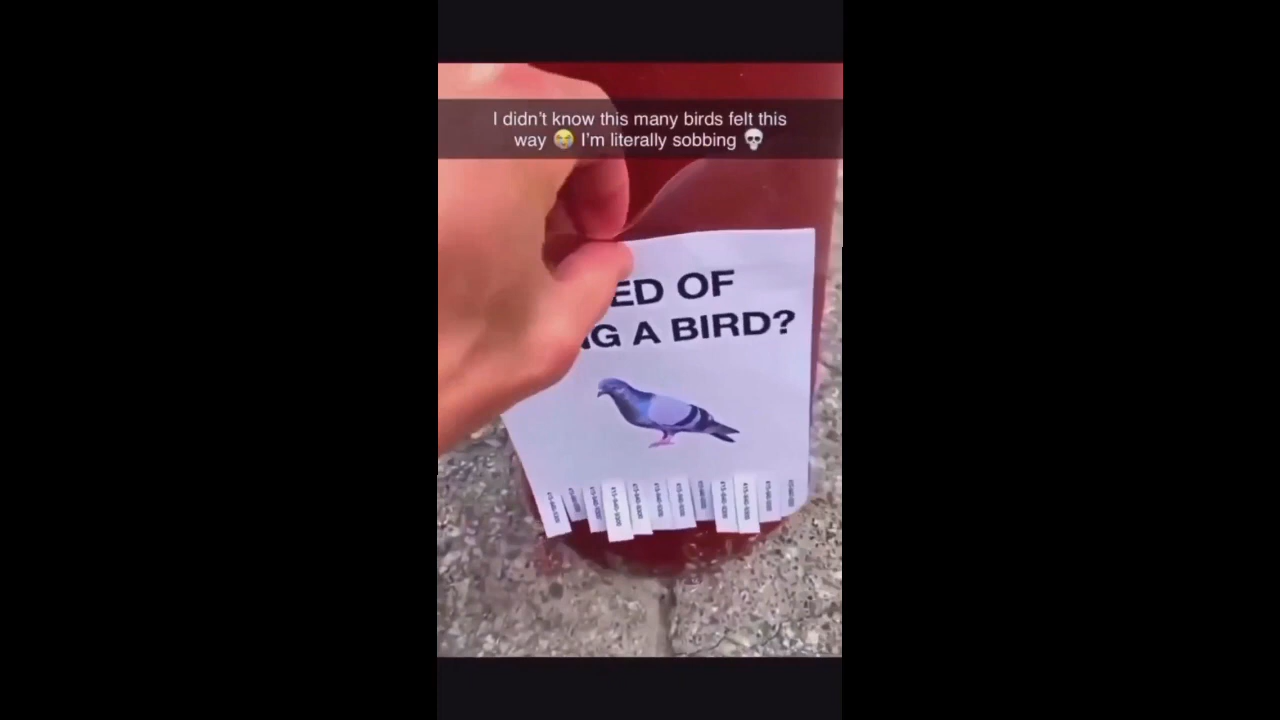 I didn't know this many birds felt this
way 😭 I'm literally sobbing 💀
ED OF
G A BIRD?